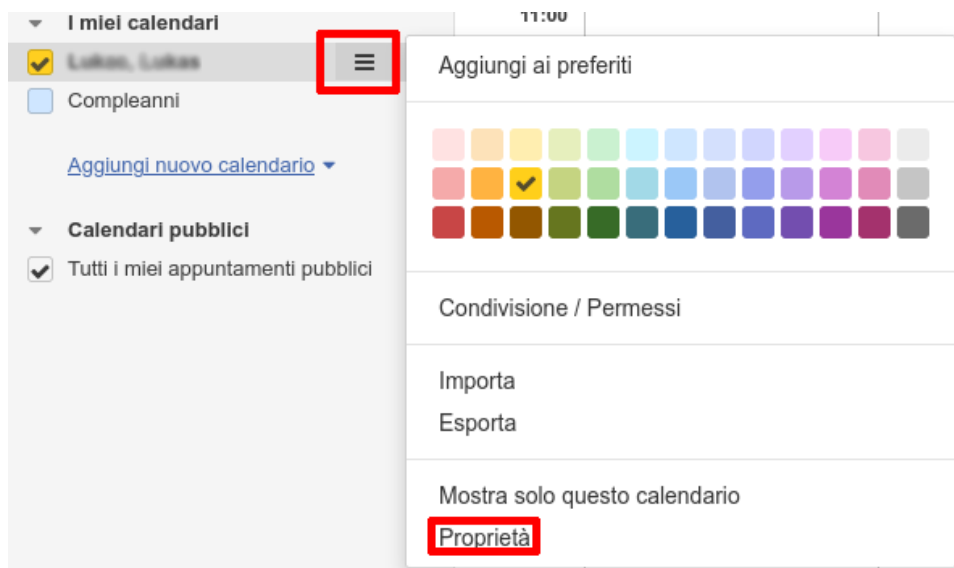 I miei calendari
11:00
Aggiungi ai preferiti
Compleanni
Aggiungi nuovo calendario
Calendari pubblici
Tutti i miei appuntamenti pubblici
Condivisione / Permessi
Importa
Esporta
Mostra solo questo calendario
Proprietà